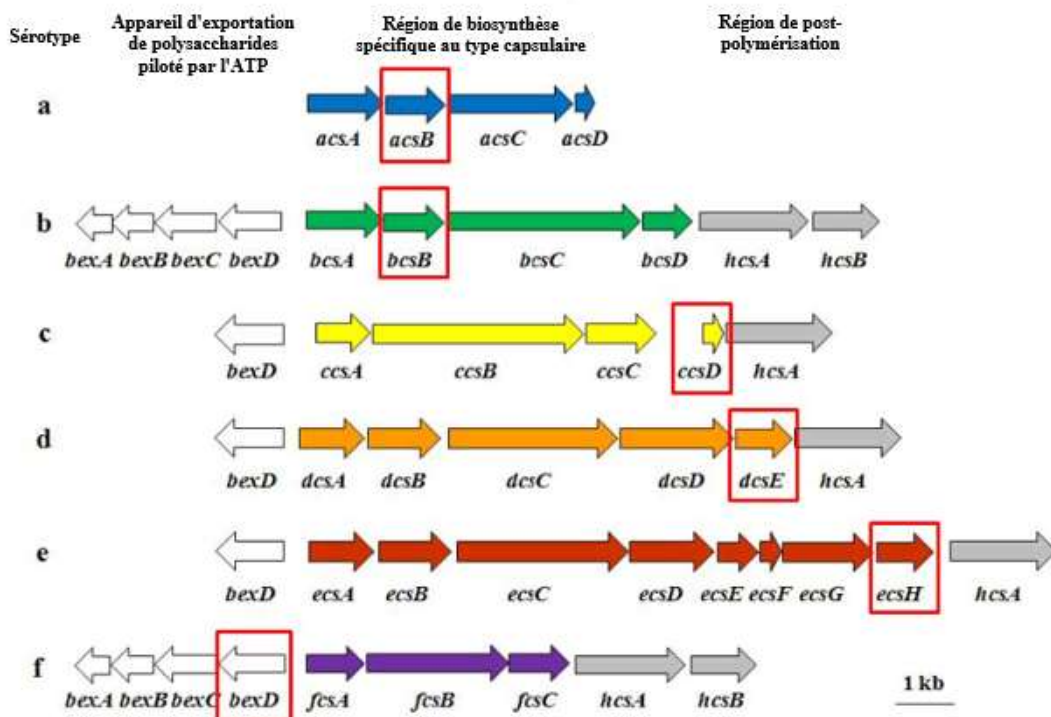 Sérotype
Appareil d'exportation
de polysaccharides
piloté par l'ATP
Région de biosynthèse
spécifique au type capsulaire
Région de post-
polymérisation
a
acsA acsB acsC acsD
b
bexA bexB bexC bexD bcsA bcsB bcsC bcsD hcsA hcsB
c
bexD ccsA ccsB ccsC ccsD hcsA
d
bexD dcsA dcsB dcsC dcsD dcsE hcsA
e
bexD ecsA ecsB ecsC ecsD ecsE ecsF ecsG ecsH hcsA
f
bexA bexB bexC bexD fcsA fcsB fcsC hcsA hcsB
1 kb